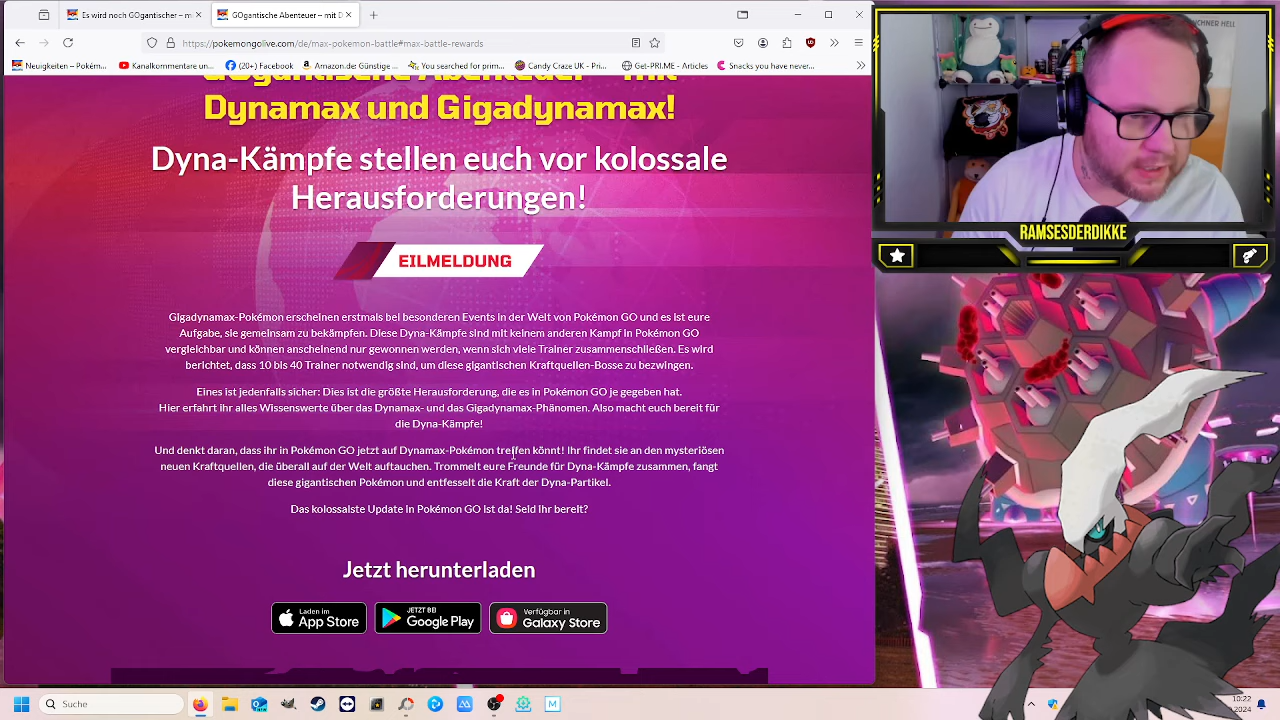 Es wird noch GOgantischer
GOgantische Abenteuer – mit D
https://pokemongolive.com/de/max-pokemon?hl=de#max-battle-rewards
Neuigkeiten – Pokém...
Kanalkommentare un...
Facebook
Amazon.de
You searched for prim...
Candy Craze UK - Pri...
Get-PRI.ME - Articles
Snacks you have never...
GOgantische Abenteuer – mit
Dynamax und Gigadynamax!
Dyna-Kämpfe stellen euch vor kolossale
Herausforderungen!
EILMELDUNG
Gigadynamax-Pokémon erscheinen erstmals bei besonderen Events in der Welt von Pokémon GO und es ist eure
Aufgabe, sie gemeinsam zu bekämpfen. Diese Dyna-Kämpfe sind mit keinem anderen Kampf in Pokémon GO
vergleichbar und können anscheinend nur gewonnen werden, wenn sich viele Trainer zusammenschließen. Es wird
berichtet, dass 10 bis 40 Trainer notwendig sind, um diese gigantischen Kraftquellen-Bosse zu bezwingen.
Eines ist jedenfalls sicher: Dies ist die größte Herausforderung, die es in Pokémon GO je gegeben hat.
Hier erfahrt ihr alles Wissenswerte über das Dynamax- und das Gigadynamax-Phänomen. Also macht euch bereit für
die Dyna-Kämpfe!
Und denkt daran, dass ihr in Pokémon GO jetzt auf Dynamax-Pokémon treffen könnt! Ihr findet sie an den mysteriösen
neuen Kraftquellen, die überall auf der Welt auftauchen. Trommelt eure Freunde für Dyna-Kämpfe zusammen, fangt
diese gigantischen Pokémon und entfesselt die Kraft der Dyna-Partikel.
Das kolossalste Update in Pokémon GO ist da! Seid ihr bereit?
Jetzt herunterladen
Laden im
App Store
JETZT BEI
Google Play
Verfügbar in
Galaxy Store
RAMSESDERDIKKE
Suche
10:22
2024